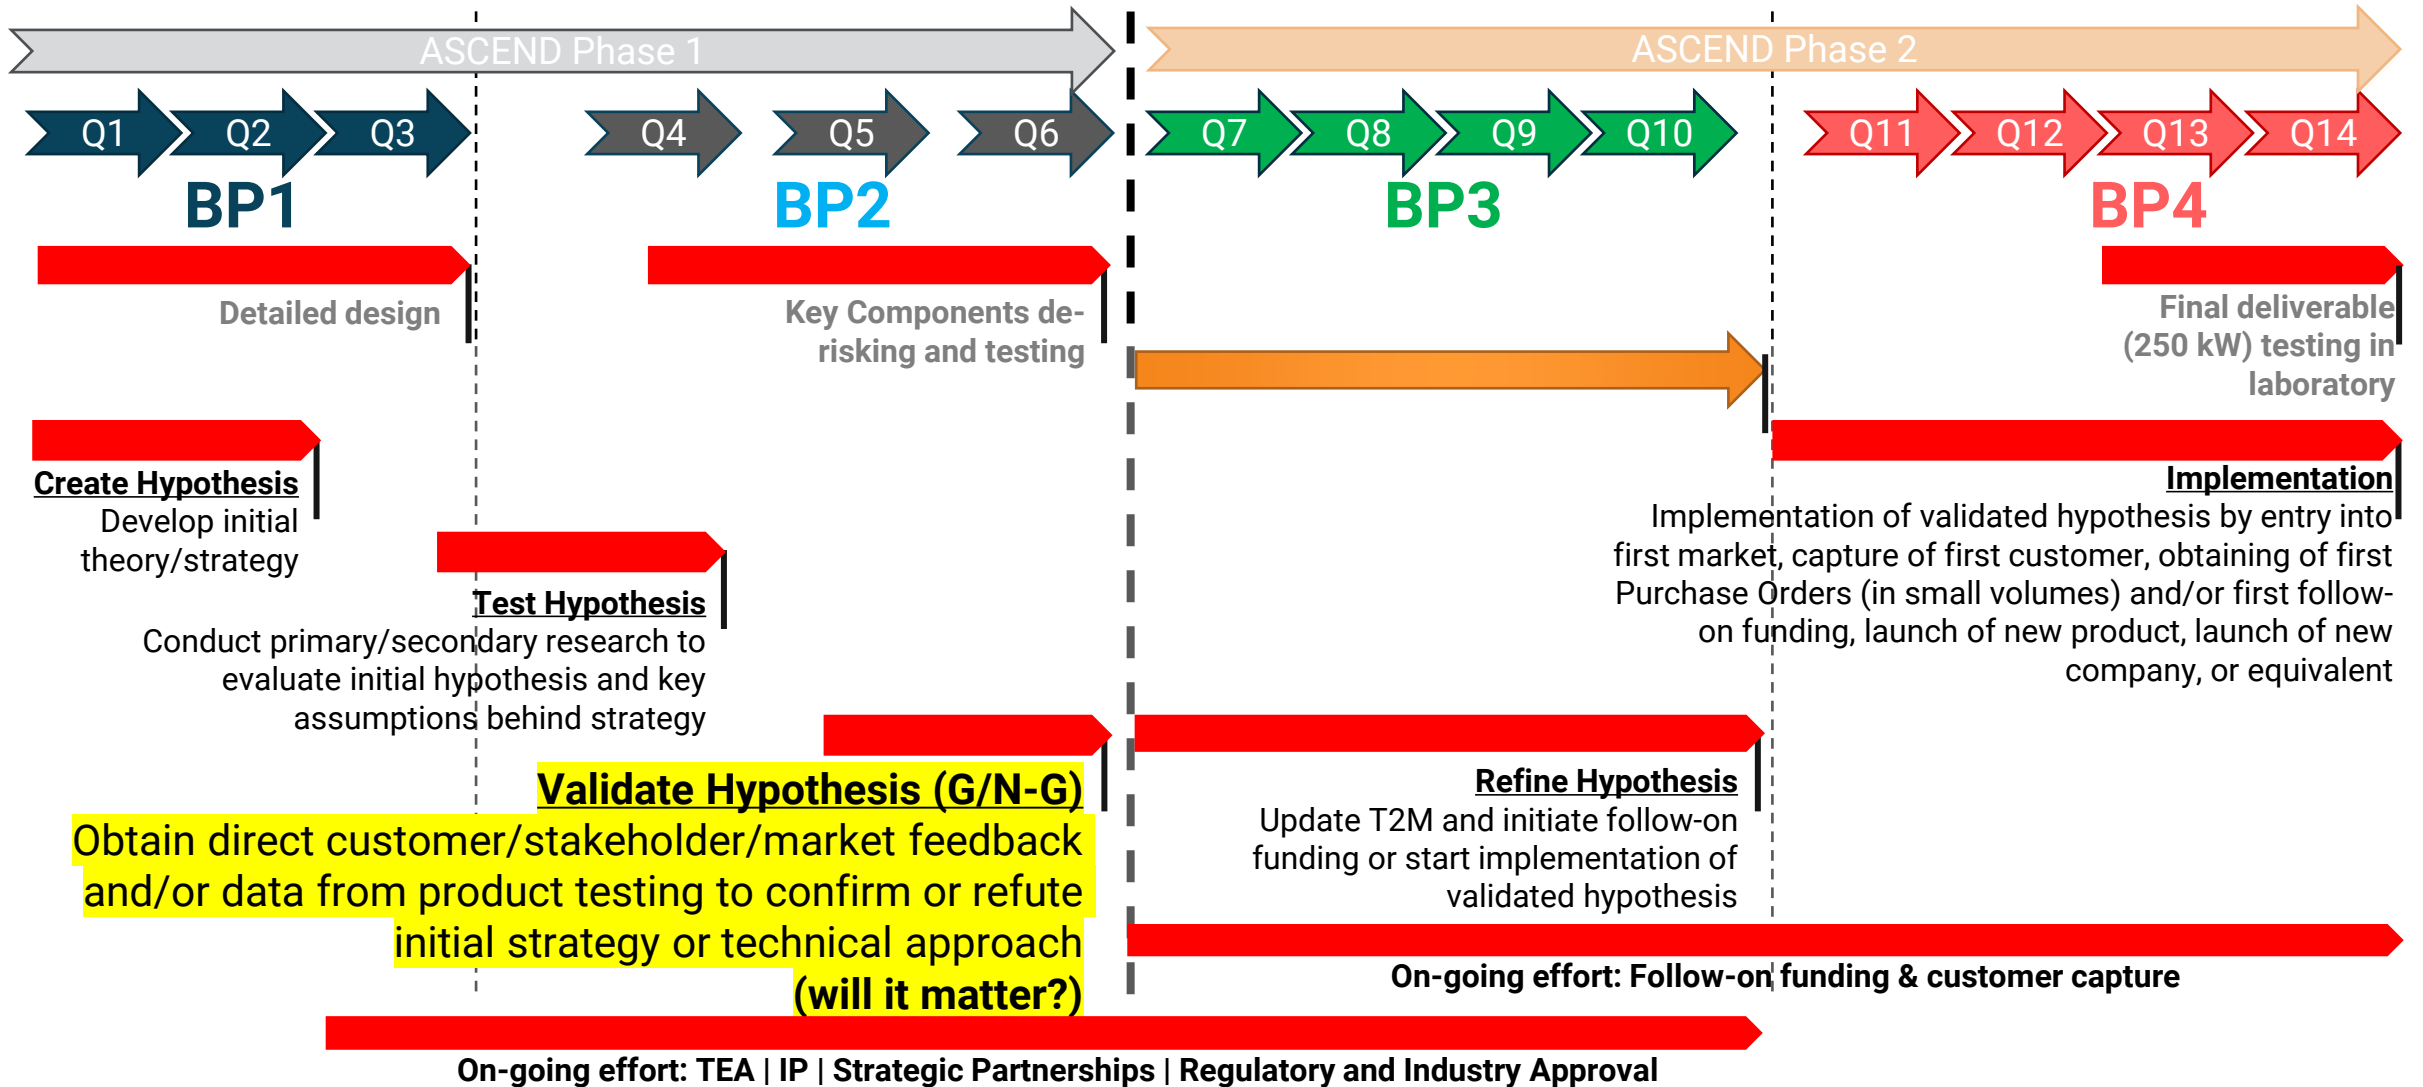 ASCEND Phase 1
ASCEND Phase 2
Q1
Q2
Q3
Q4
Q5
Q6
Q7
Q8
Q9
Q10
Q11
Q12
Q13
Q14
BP1
BP2
BP3
BP4
Detailed design
Key Components de-
risking and testing
Final deliverable
(250 kW) testing in
laboratory
Create Hypothesis
Develop initial
theory/strategy
Test Hypothesis
Conduct primary/secondary research to
evaluate initial hypothesis and key
assumptions behind strategy
Implementation
Implementation of validated hypothesis by entry into
first market, capture of first customer, obtaining of first
Purchase Orders (in small volumes) and/or first follow-
on funding, launch of new product, launch of new
company, or equivalent
Validate Hypothesis (G/N-G)
Obtain direct customer/stakeholder/market feedback
and/or data from product testing to confirm or refute
initial strategy or technical approach
(will it matter?)
Refine Hypothesis
Update T2M and initiate follow-on
funding or start implementation of
validated hypothesis
On-going effort: Follow-on funding & customer capture
On-going effort: TEA | IP | Strategic Partnerships | Regulatory and Industry Approval